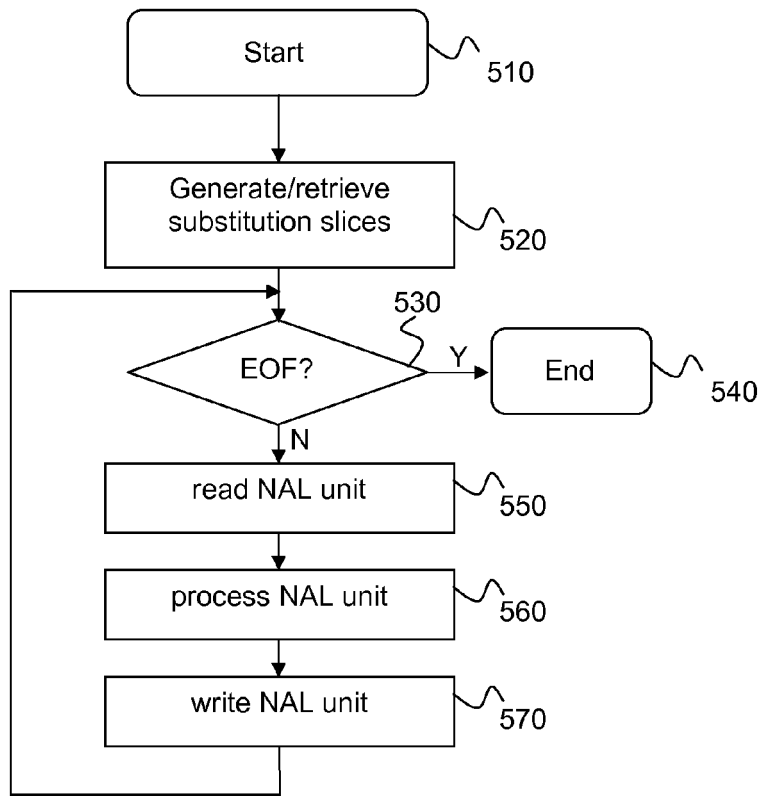 Start
510
Generate/retrieve
substitution slices
520
530
EOF?
Y
End
540
N
read NAL unit
550
process NAL unit
560
write NAL unit
570